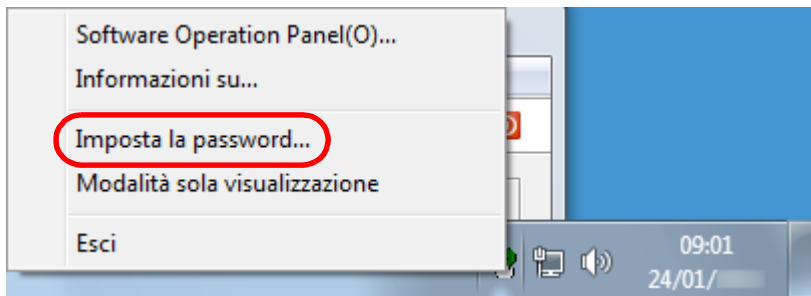 Software Operation Panel(O)...
Informazioni su...
Imposta la password...
Modalità sola visualizzazione
Esci
09:01
24/01/